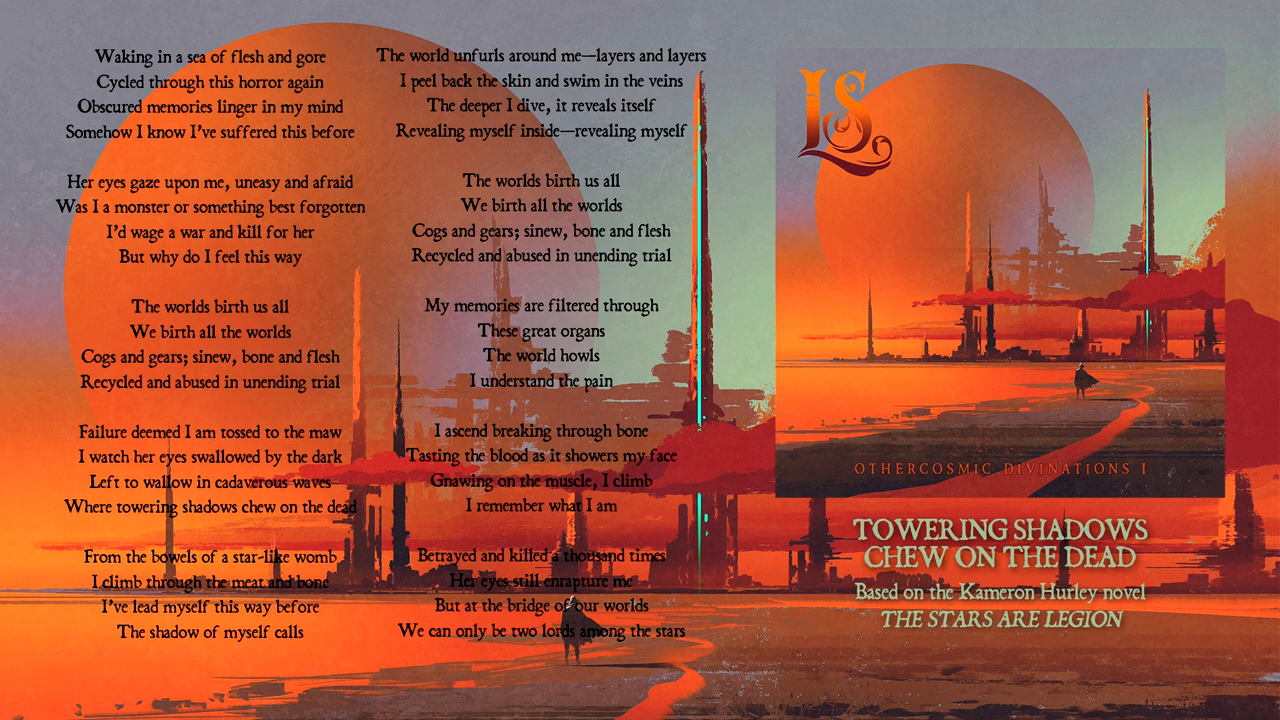 Waking in a sea of flesh and gore
Cycled through this horror again
Obscured memories linger in my mind
Somehow I know I've suffered this before
Her eyes gaze upon me, uneasy and afraid
Was I a monster or something best forgotten
I'd wage a war and kill for her
But why do I feel this way
The worlds birth us all
We birth all the worlds
Cogs and gears; sinew, bone and flesh
Recycled and abused in unending trial
Failure deemed I am tossed to the maw
I watch her eyes swallowed by the dark
Left to wallow in cadaverous waves
Where towering shadows chew on the dead
From the bowels of a star-like womb
I climb through the meat and bone
I've lead myself this way before
The shadow of myself calls
The world unfurls around me—layers and layers
I peel back the skin and swim in the veins
The deeper I dive, it reveals itself
Revealing myself inside—revealing myself
The worlds birth us all
We birth all the worlds
Cogs and gears; sinew, bone and flesh
Recycled and abused in unending trial
My memories are filtered through
These great organs
The world howls
I understand the pain
I ascend breaking through bone
Tasting the blood as it showers my face
Gnawing on the muscle, I climb
I remember what I am
Betrayed and killed a thousand times
Her eyes still enrapture me
But at the bridge of our worlds
We can only be two lords among the stars
LS
OTHERCOSMIC DIVINATIONS I
TOWERING SHADOWS
CHEW ON THE DEAD
Based on the Kameron Hurley novel
THE STARS ARE LEGION